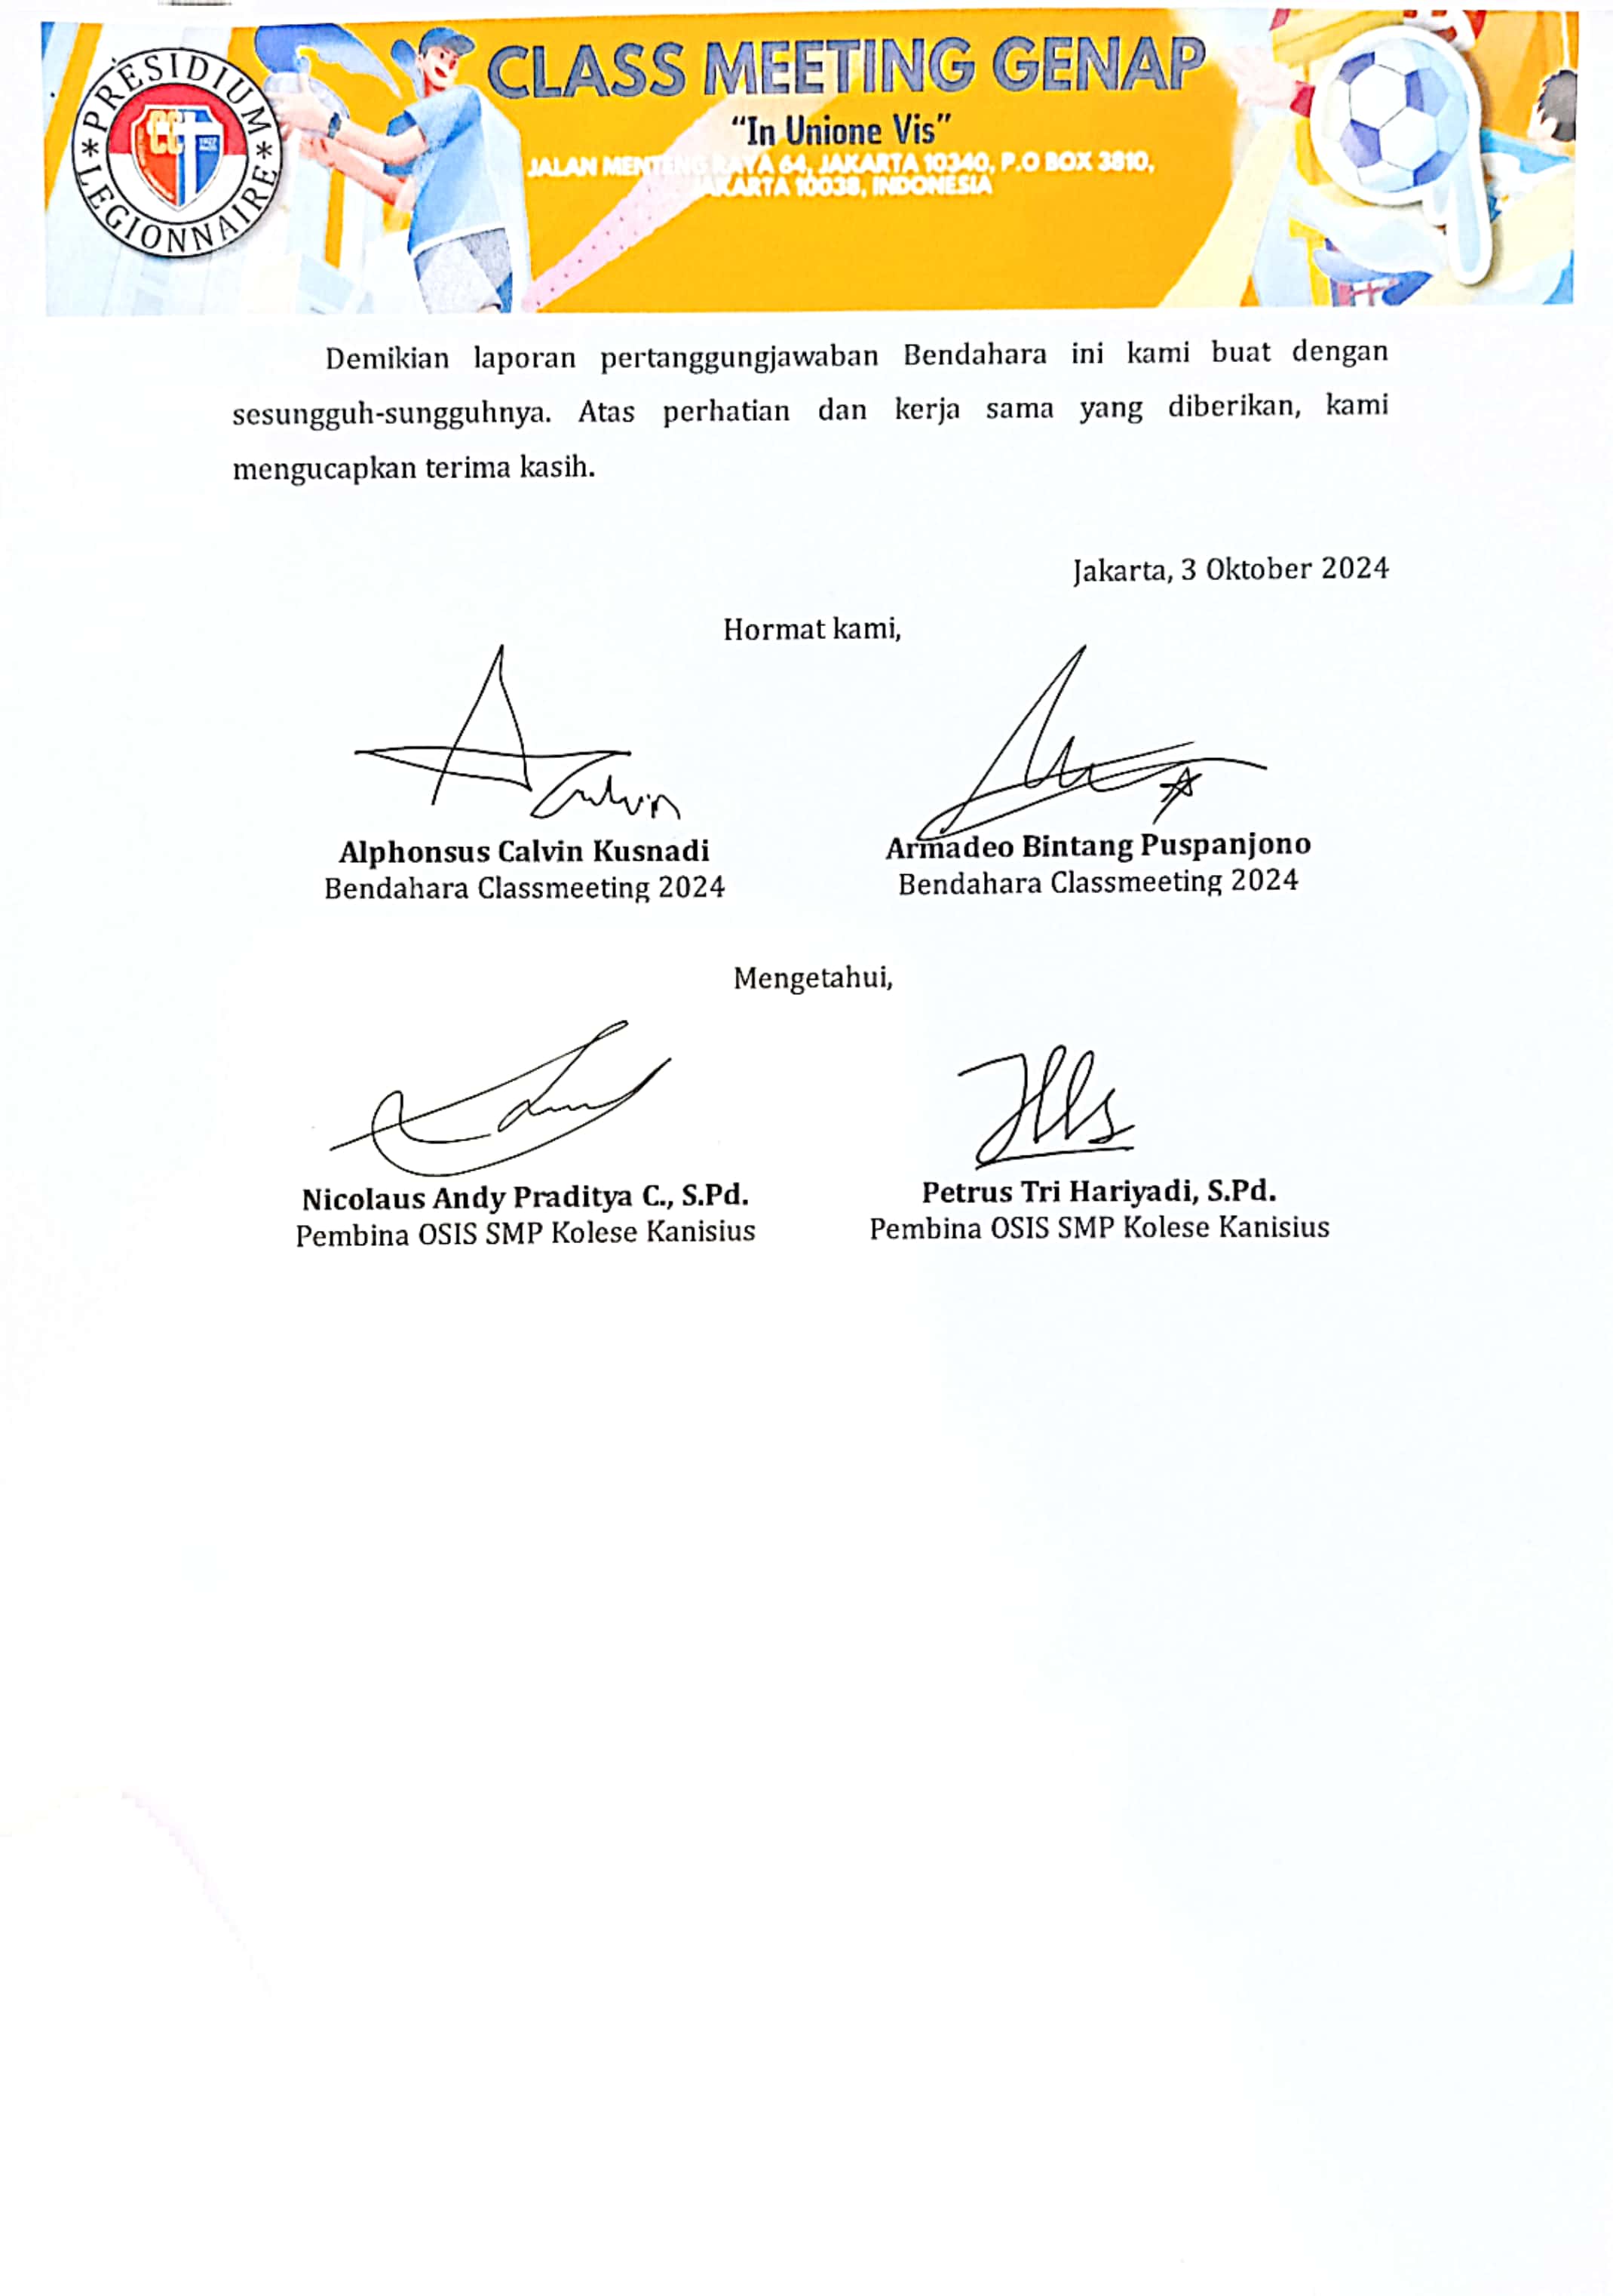 PRESIDIUM
LEGIONNAIRE
CC
CLASS MEETING GENAP
“In Unione Vis”
JALAN MENTENG RAYA 64, JAKARTA 10340, P.O BOX 3810,
JAKARTA 10038, INDONESIA
Demikian laporan pertanggungjawaban Bendahara ini kami buat dengan
sesungguh-sungguhnya. Atas perhatian dan kerja sama yang diberikan, kami
mengucapkan terima kasih.
Jakarta, 3 Oktober 2024
Hormat kami,
Calvin
Alphonsus Calvin Kusnadi
Bendahara Classmeeting 2024
Armadeo Bintang Puspanjono
Bendahara Classmeeting 2024
Mengetahui,
Nicolaus Andy Praditya C., S.Pd.
Pembina OSIS SMP Kolese Kanisius
Petrus Tri Hariyadi, S.Pd.
Pembina OSIS SMP Kolese Kanisius